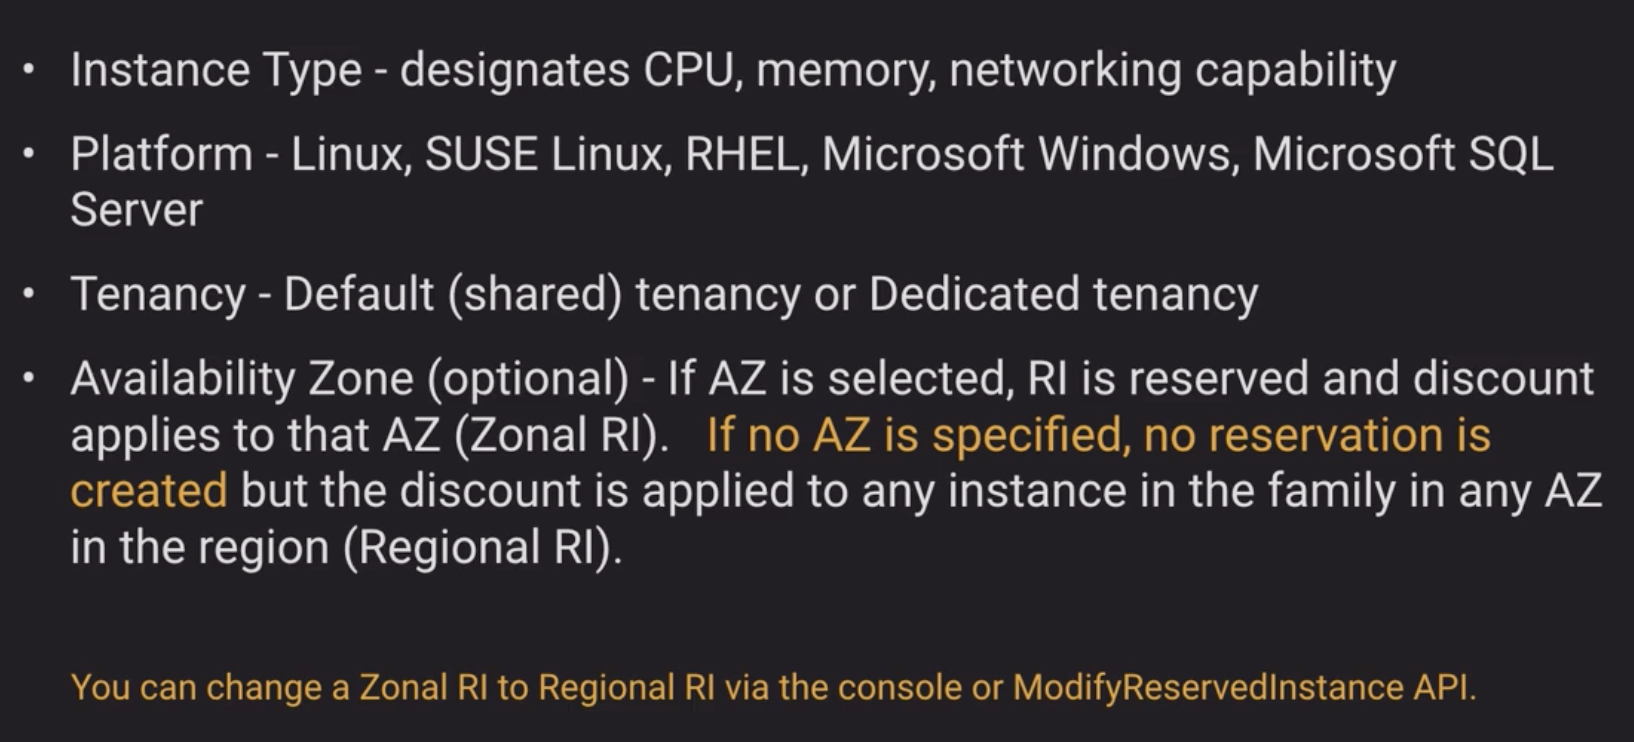 • Instance Type - designates CPU, memory, networking capability
• Platform - Linux, SUSE Linux, RHEL, Microsoft Windows, Microsoft SQL
Server
• Tenancy - Default (shared) tenancy or Dedicated tenancy
• Availability Zone (optional) - If AZ is selected, RI is reserved and discount
applies to that AZ (Zonal RI). If no AZ is specified, no reservation is
created but the discount is applied to any instance in the family in any AZ
in the region (Regional RI).
You can change a Zonal RI to Regional RI via the console or ModifyReservedInstance API.